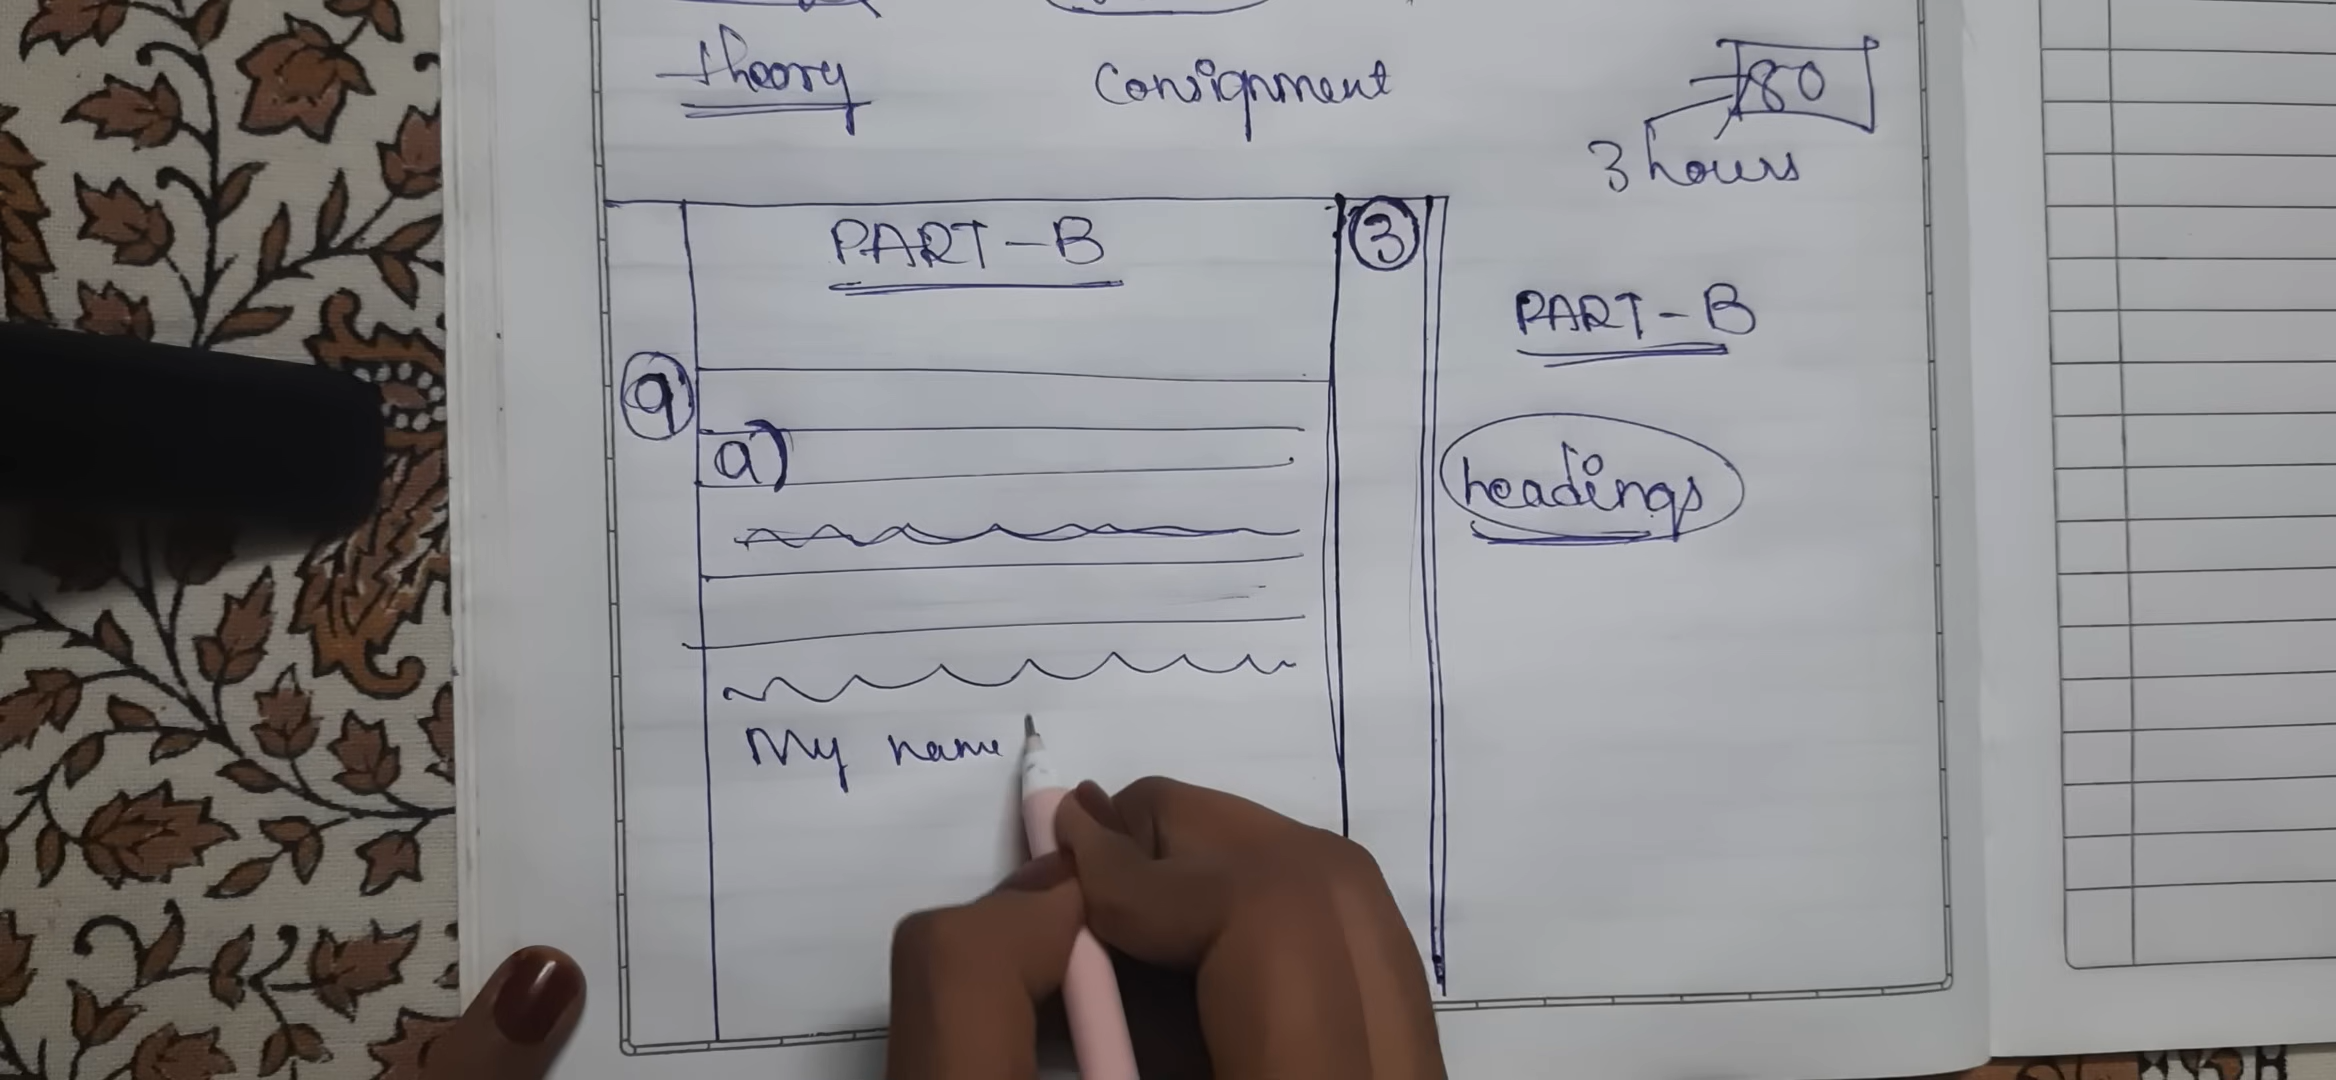 theory Consignment 80
3 hours
PART-B 3
PART-B
9
a)
headings
My name